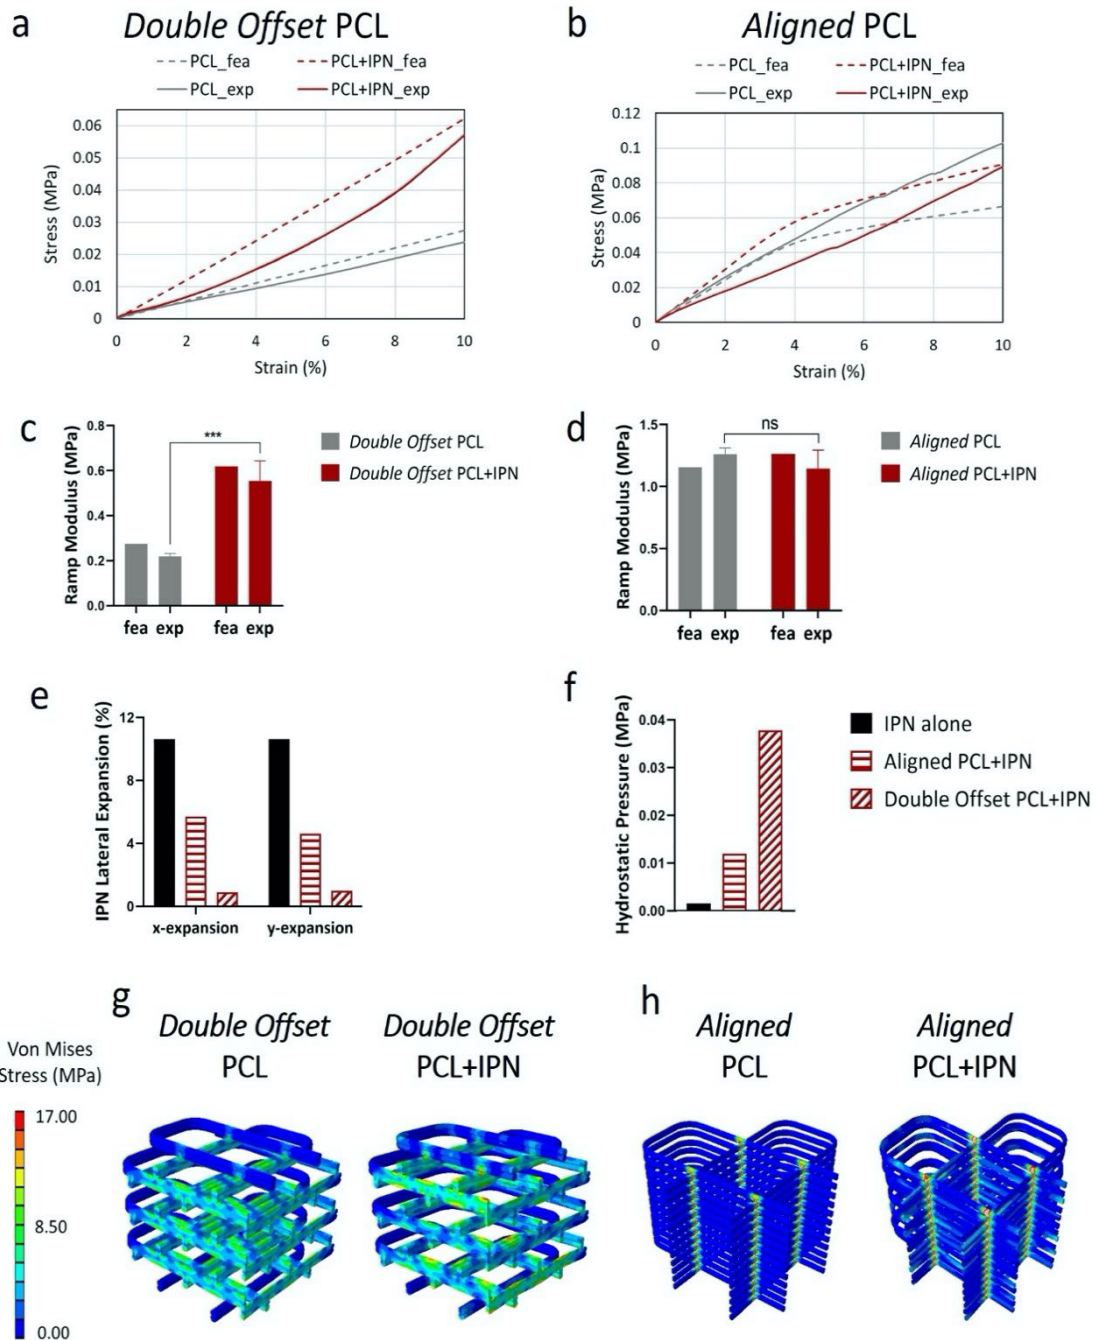 a
Double Offset PCL
PCL_fea
PCL+IPN_fea
PCL_exp
PCL+IPN_exp
0.06
0.05
0.04
0.03
0.02
0.01
0
Stress (MPa)
0 2 4 6 8 10
Strain (%)
b
Aligned PCL
PCL_fea
PCL+IPN_fea
PCL_exp
PCL+IPN_exp
0.12
0.1
0.08
0.06
0.04
0.02
0
Stress (MPa)
0 2 4 6 8 10
Strain (%)
c
Ramp Modulus (MPa)
0.8
0.6
0.4
0.2
0.0
***
fea exp fea exp
Double Offset PCL
Double Offset PCL+IPN
d
Ramp Modulus (MPa)
1.5
1.0
0.5
0.0
ns
fea exp fea exp
Aligned PCL
Aligned PCL+IPN
e
IPN Lateral Expansion (%)
12
8
4
0
x-expansion y-expansion
f
Hydrostatic Pressure (MPa)
0.04
0.03
0.02
0.01
0.00
IPN alone
Aligned PCL+IPN
Double Offset PCL+IPN
Von Mises
Stress (MPa)
17.00
8.50
0.00
g
Double Offset
PCL
Double Offset
PCL+IPN
h
Aligned
PCL
Aligned
PCL+IPN